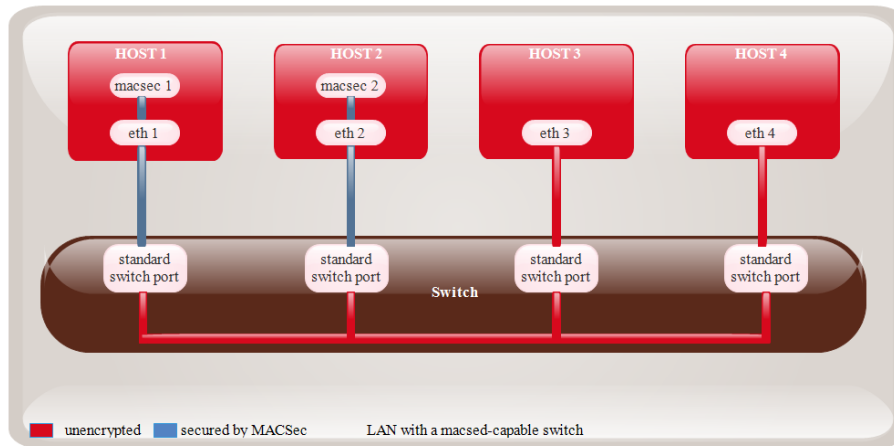 HOST 1
HOST 2
HOST 3
HOST 4
macsec 1
macsec 2
eth 1
eth 2
eth 3
eth 4
standard
switch port
standard
switch port
standard
switch port
standard
switch port
Switch
unencrypted
secured by MACSec
LAN with a macsed-capable switch